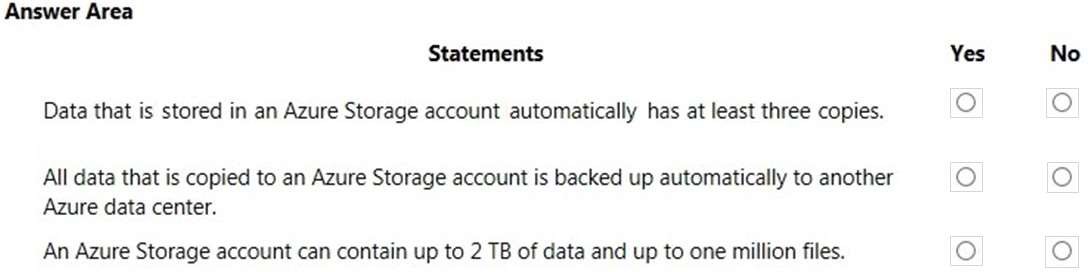 Answer Area
Statements Yes No
Data that is stored in an Azure Storage account automatically has at least three copies.
All data that is copied to an Azure Storage account is backed up automatically to another
Azure data center.
An Azure Storage account can contain up to 2 TB of data and up to one million files.